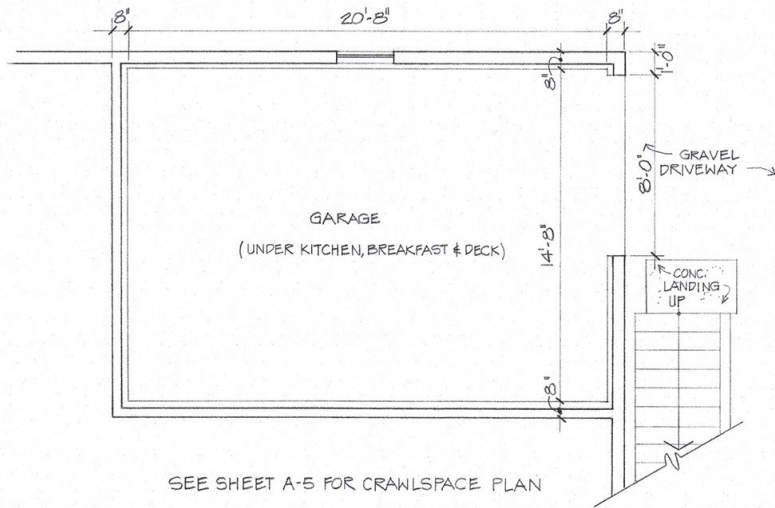 8" 20'-8" 8"
1'-0"
8"
8'-0"
GRAVEL
DRIVEWAY
GARAGE
(UNDER KITCHEN, BREAKFAST & DECK)
14'-8"
CONC.
LANDING
UP
8"
SEE SHEET A-5 FOR CRAWLSPACE PLAN